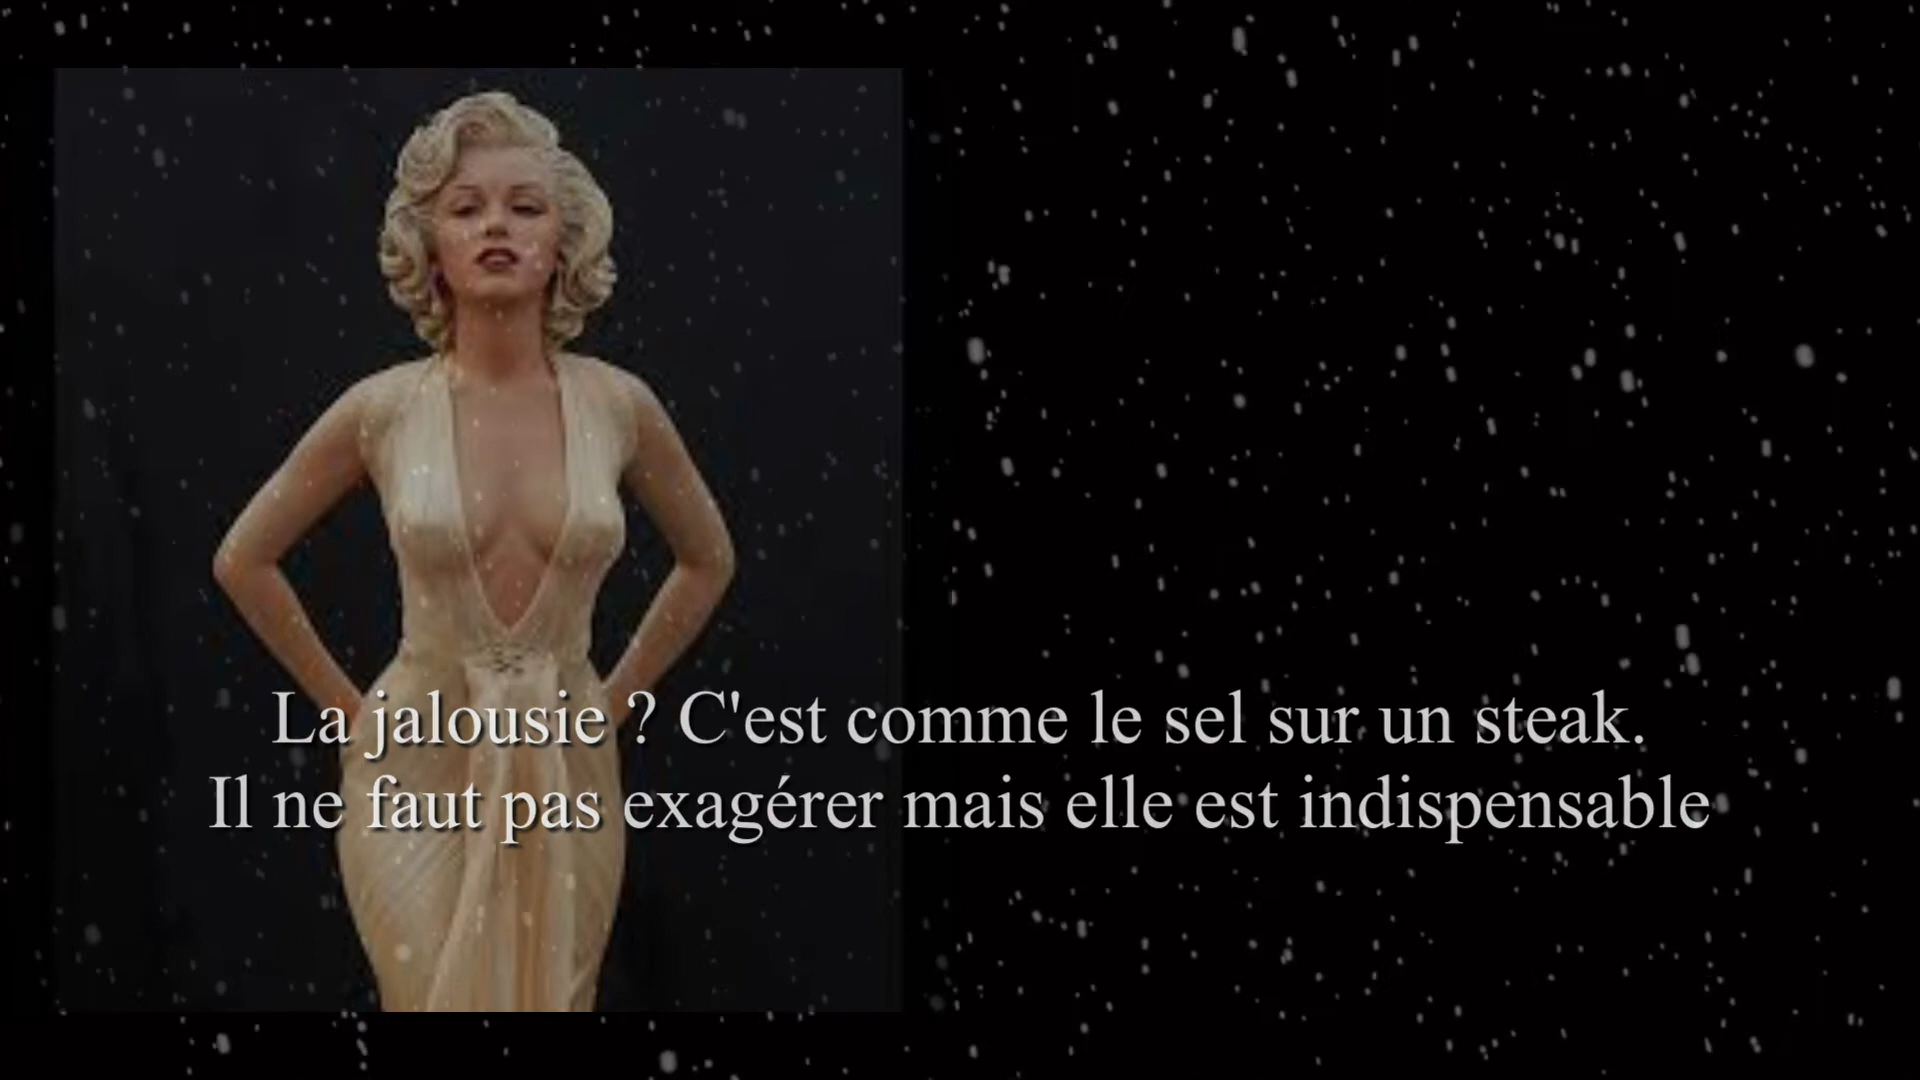 La jalousie ? C'est comme le sel sur un steak.
Il ne faut pas exagérer mais elle est indispensable